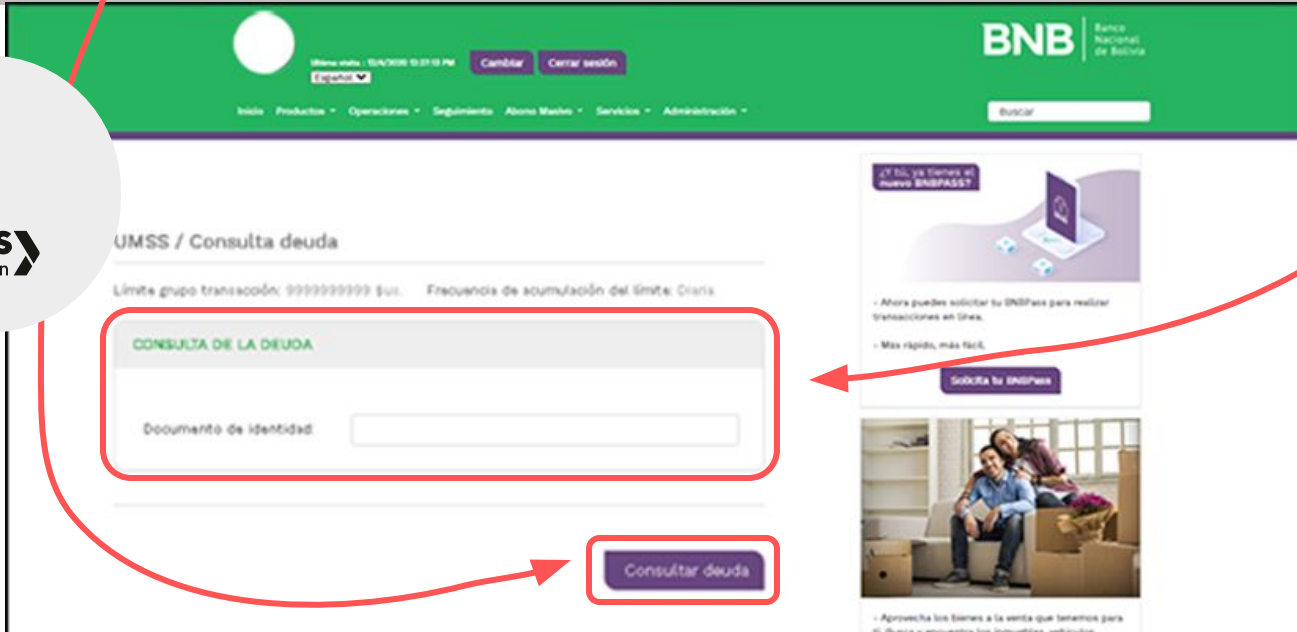 BNB
Banco
Nacional
de Bolivia
Cambiar
Cerrar sesión
Español
Inicio Productos Operaciones Seguimiento Abono Masivo Servicios Administración
Buscar
¿Y tú, ya tienes el
nuevo BNBPASS?
S
n
UMSS / Consulta deuda
Límite grupo transacción: 9999999999 $us. Frecuencia de acumulación del límite: Diaria
- Ahora puedes solicitar tu BNBPass para realizar
transacciones en línea.
CONSULTA DE LA DEUDA
- Más rápido, más fácil.
Solicita tu BNBPass
Documento de identidad:
Consultar deuda
- Aprovecha los bienes a la venta que tenemos para